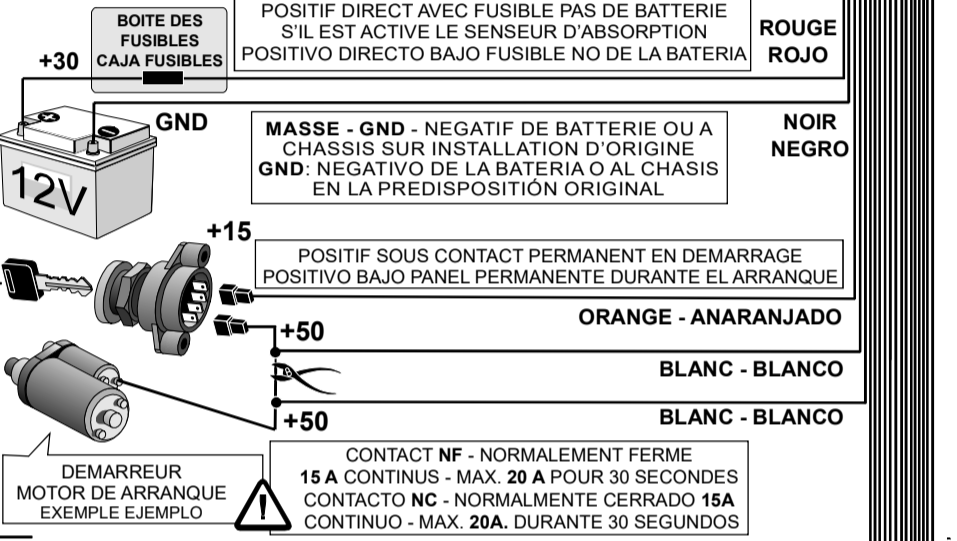 POSITIF DIRECT AVEC FUSIBLE PAS DE BATTERIE
S'IL EST ACTIVE LE SENSEUR D'ABSORPTION
POSITIVO DIRECTO BAJO FUSIBLE NO DE LA BATERIA
ROUGE
ROJO
BOITE DES
FUSIBLES
CAJA FUSIBLES
+30
GND
12V
MASSE - GND - NEGATIF DE BATTERIE OU A
CHASSIS SUR INSTALLATION D'ORIGINE
GND: NEGATIVO DE LA BATERIA O AL CHASIS
EN LA PREDISPOSITIÓN ORIGINAL
NOIR
NEGRO
+15
POSITIF SOUS CONTACT PERMANENT EN DEMARRAGE
POSITIVO BAJO PANEL PERMANENTE DURANTE EL ARRANQUE
ORANGE - ANARANJADO
+50
BLANC - BLANCO
+50
BLANC - BLANCO
DEMARREUR
MOTOR DE ARRANQUE
EXEMPLE EJEMPLO
CONTACT NF - NORMALEMENT FERME
15 A CONTINUS - MAX. 20 A POUR 30 SECONDES
CONTACTO NC - NORMALMENTE CERRADO 15A
CONTINUO - MAX. 20A. DURANTE 30 SEGUNDOS